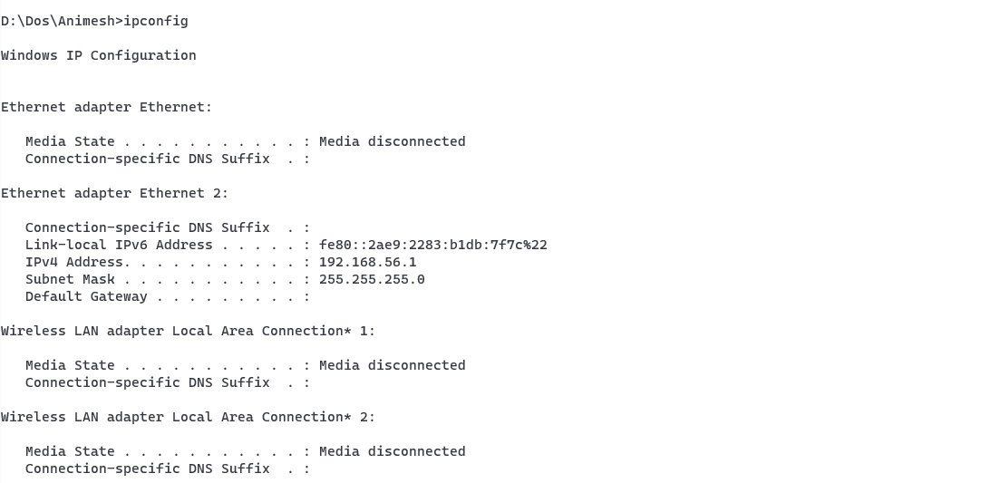 D:\Dos\Animesh>ipconfig
Windows IP Configuration
Ethernet adapter Ethernet:
   Media State . . . . . . . . . . . : Media disconnected
   Connection-specific DNS Suffix  . :
Ethernet adapter Ethernet 2:
   Connection-specific DNS Suffix  . :
   Link-local IPv6 Address . . . . . : fe80::2ae9:2283:b1db:7f7c%22
   IPv4 Address. . . . . . . . . . . : 192.168.56.1
   Subnet Mask . . . . . . . . . . . : 255.255.255.0
   Default Gateway . . . . . . . . . :
Wireless LAN adapter Local Area Connection* 1:
   Media State . . . . . . . . . . . : Media disconnected
   Connection-specific DNS Suffix  . :
Wireless LAN adapter Local Area Connection* 2:
   Media State . . . . . . . . . . . : Media disconnected
   Connection-specific DNS Suffix  . :